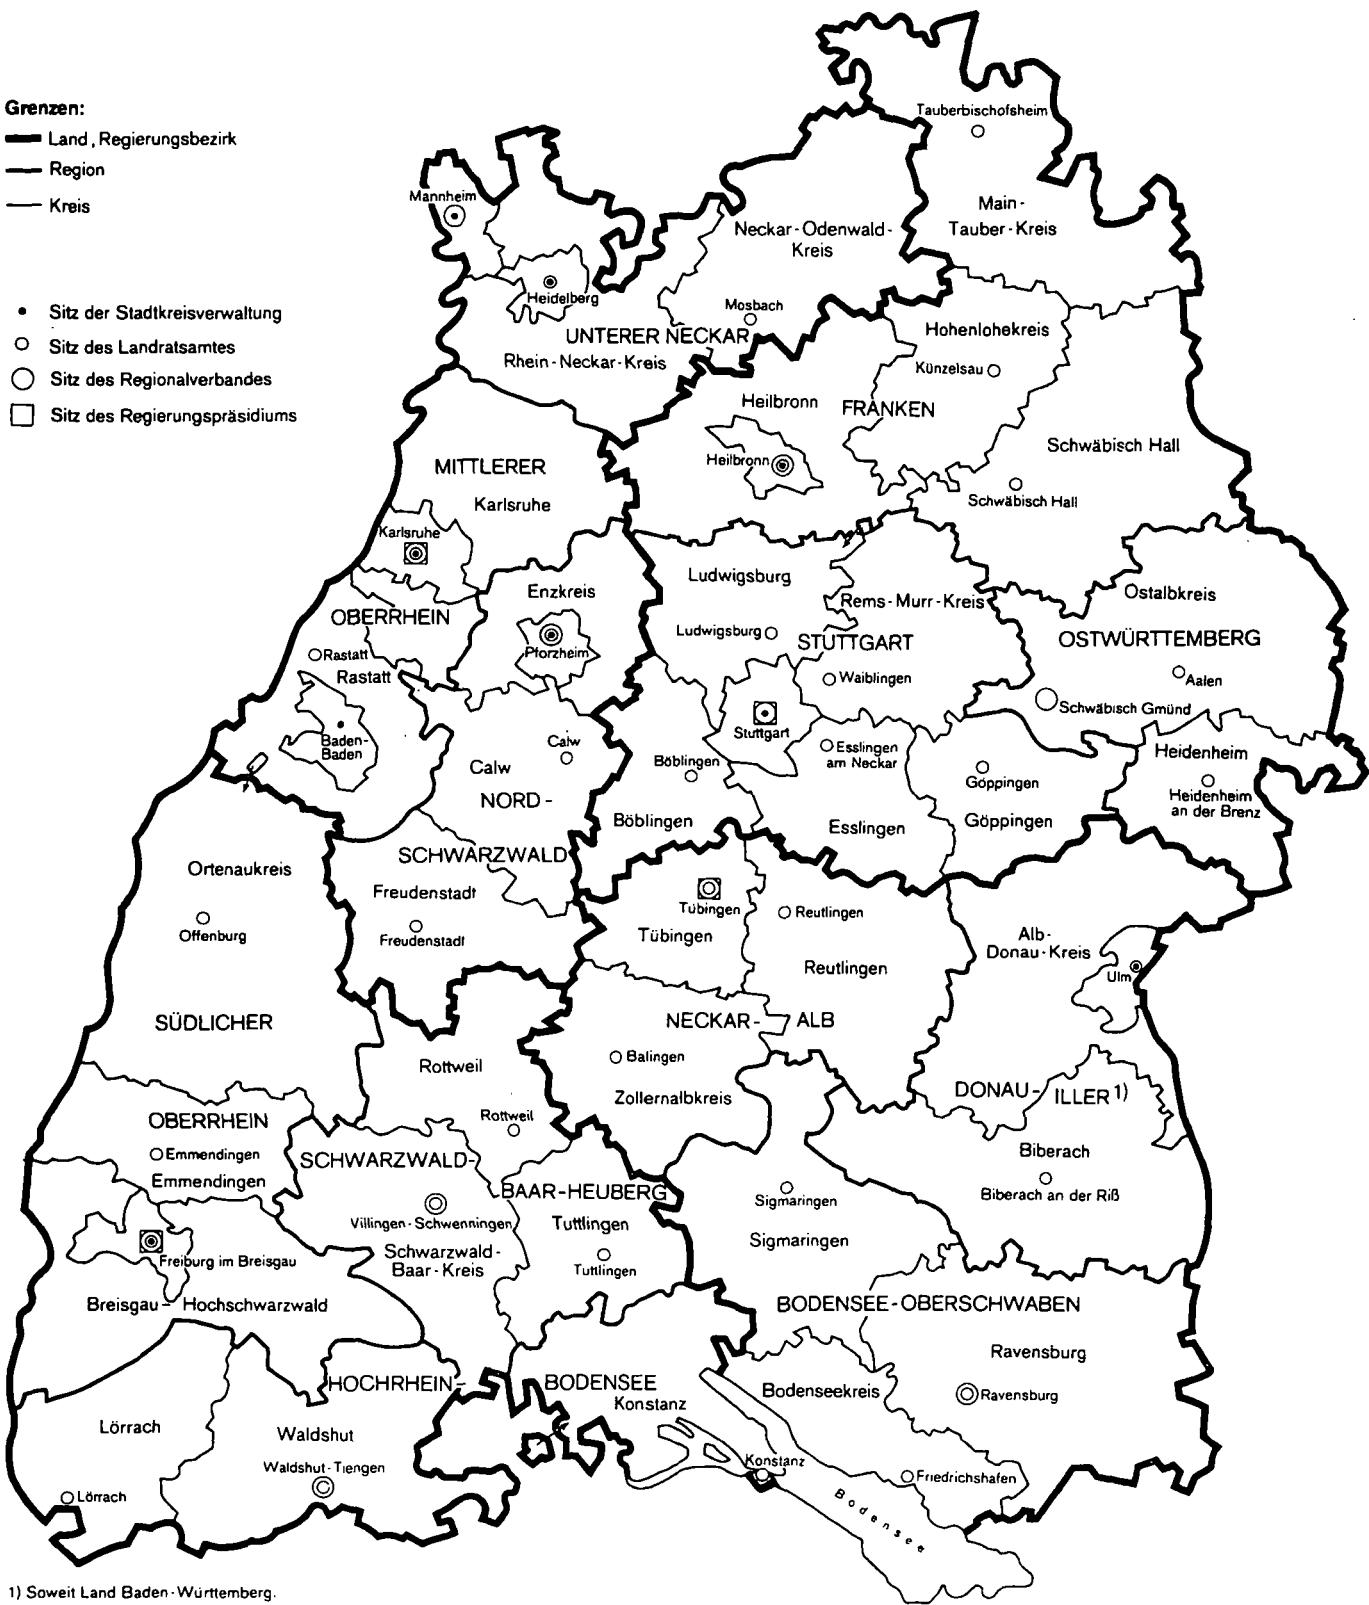 Grenzen:
Land, Regierungsbezirk
Region
Kreis
Sitz der Stadtkreisverwaltung
Sitz des Landratsamtes
Sitz des Regionalverbandes
Sitz des Regierungspräsidiums
Tauberbischofsheim
Main-
Tauber-Kreis
Mannheim
Neckar-Odenwald-
Kreis
Heidelberg
Mosbach
UNTERER NECKAR
Rhein-Neckar-Kreis
Hohenlohekreis
Künzelsau
Heilbronn
FRANKEN
Heilbronn
Schwäbisch Hall
Schwäbisch Hall
MITTLERER
Karlsruhe
Karlsruhe
Enzkreis
Pforzheim
OBERRHEIN
Rastatt
Rastatt
Baden-
Baden
Ludwigsburg
Ludwigsburg
Rems-Murr-Kreis
STUTTGART
Waiblingen
Stuttgart
Ostalbkreis
OSTWÜRTTEMBERG
Aalen
Schwäbisch Gmünd
Heidenheim
Heidenheim
an der Brenz
Calw
Calw
NORD-
SCHWARZWALD
Böblingen
Böblingen
Esslingen
am Neckar
Esslingen
Göppingen
Göppingen
Ortenaukreis
Offenburg
Freudenstadt
Freudenstadt
Tübingen
Tübingen
Reutlingen
Reutlingen
Alb-
Donau-Kreis
Ulm
SÜDLICHER
NECKAR-ALB
Balingen
Zollernalbkreis
Rottweil
Rottweil
DONAU-ILLER 1)
Biberach
Biberach an der Riß
OBERRHEIN
Emmendingen
Emmendingen
SCHWARZWALD-
BAAR-HEUBERG
Villingen-Schwenningen
Schwarzwald-
Baar-Kreis
Tuttlingen
Tuttlingen
Sigmaringen
Sigmaringen
Freiburg im Breisgau
Breisgau-Hochschwarzwald
BODENSEE-OBERSCHWABEN
Ravensburg
Ravensburg
Bodenseekreis
HOCHRHEIN-
BODENSEE
Konstanz
Konstanz
Lörrach
Lörrach
Waldshut
Waldshut-Tiengen
Friedrichshafen
Bodensee
1) Soweit Land Baden-Württemberg.